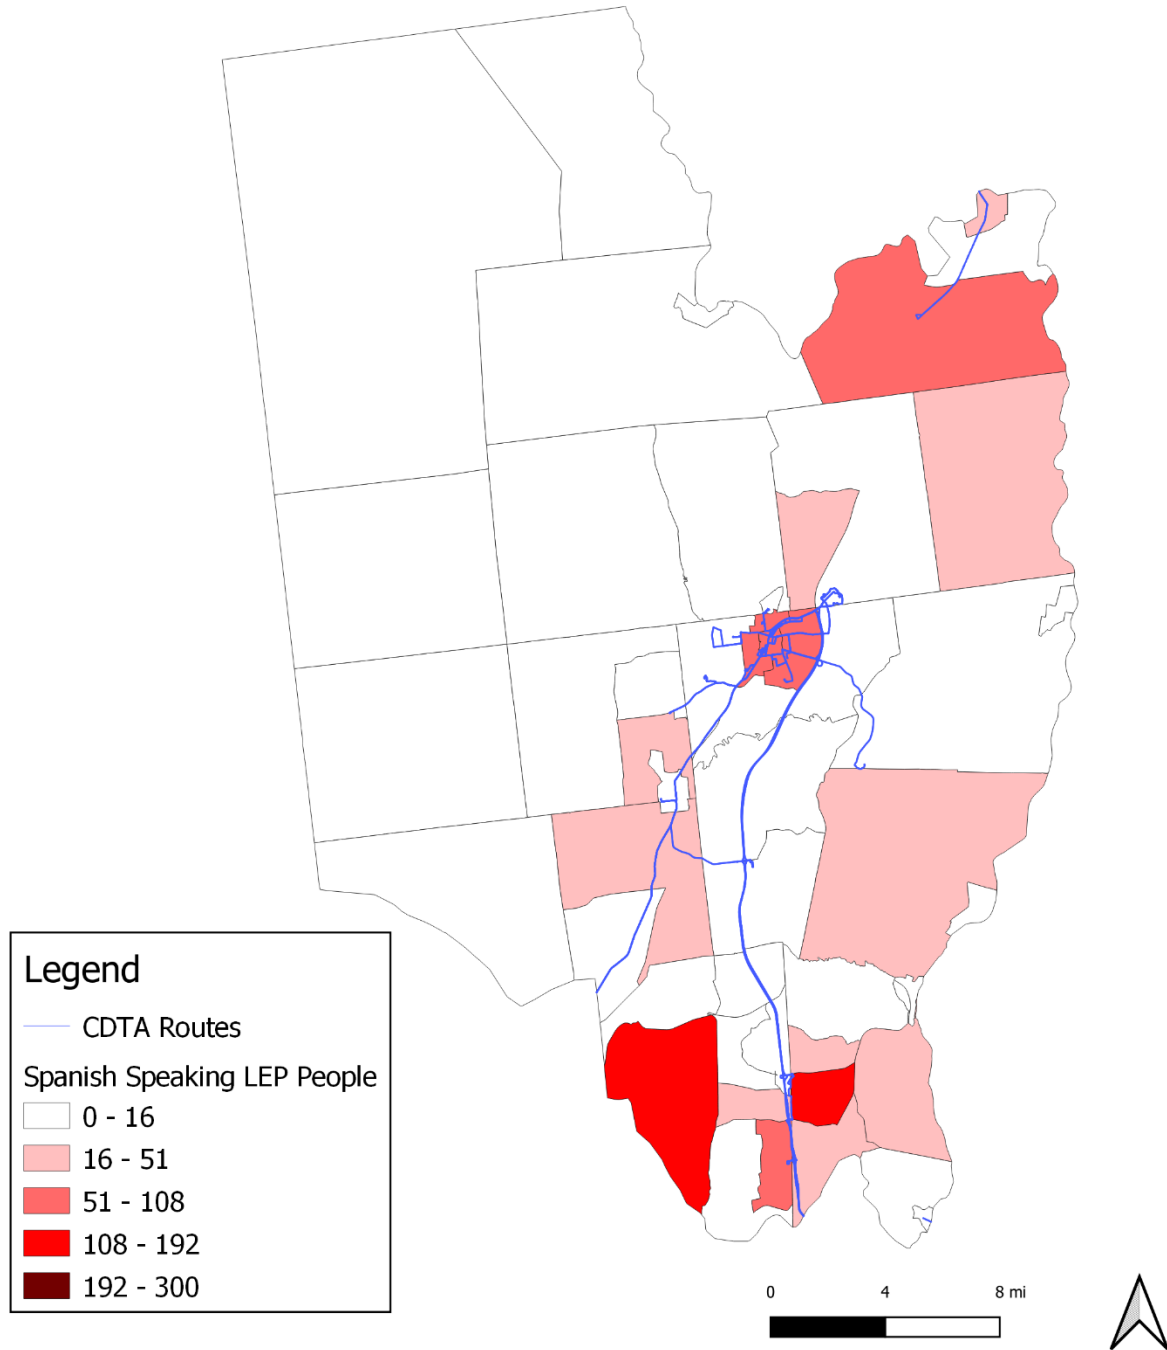 Legend
CDTA Routes
Spanish Speaking LEP People
0 - 16
16 - 51
51 - 108
108 - 192
192 - 300
0 4 8 mi